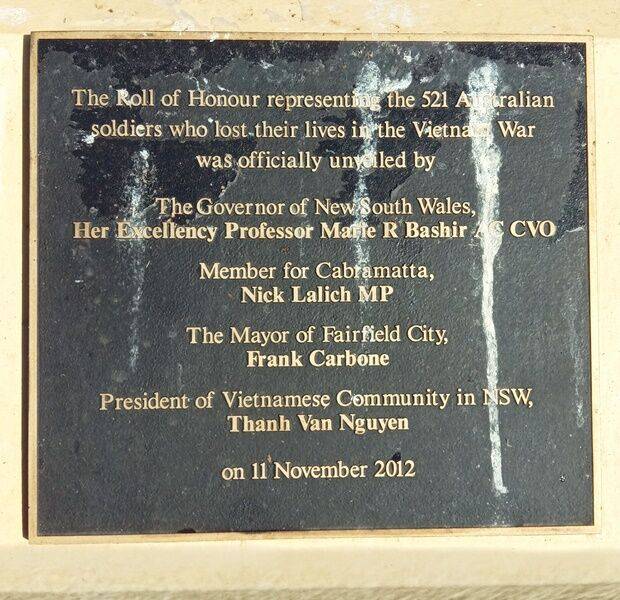 The Roll of Honour representing the 521 Australian
soldiers who lost their lives in the Vietnam War
was officially unveiled by
The Governor of New South Wales,
Her Excellency Professor Marie R Bashir AC CVO
Member for Cabramatta,
Nick Lalich MP
The Mayor of Fairfield City,
Frank Carbone
President of Vietnamese Community in NSW,
Thanh Van Nguyen
on 11 November 2012